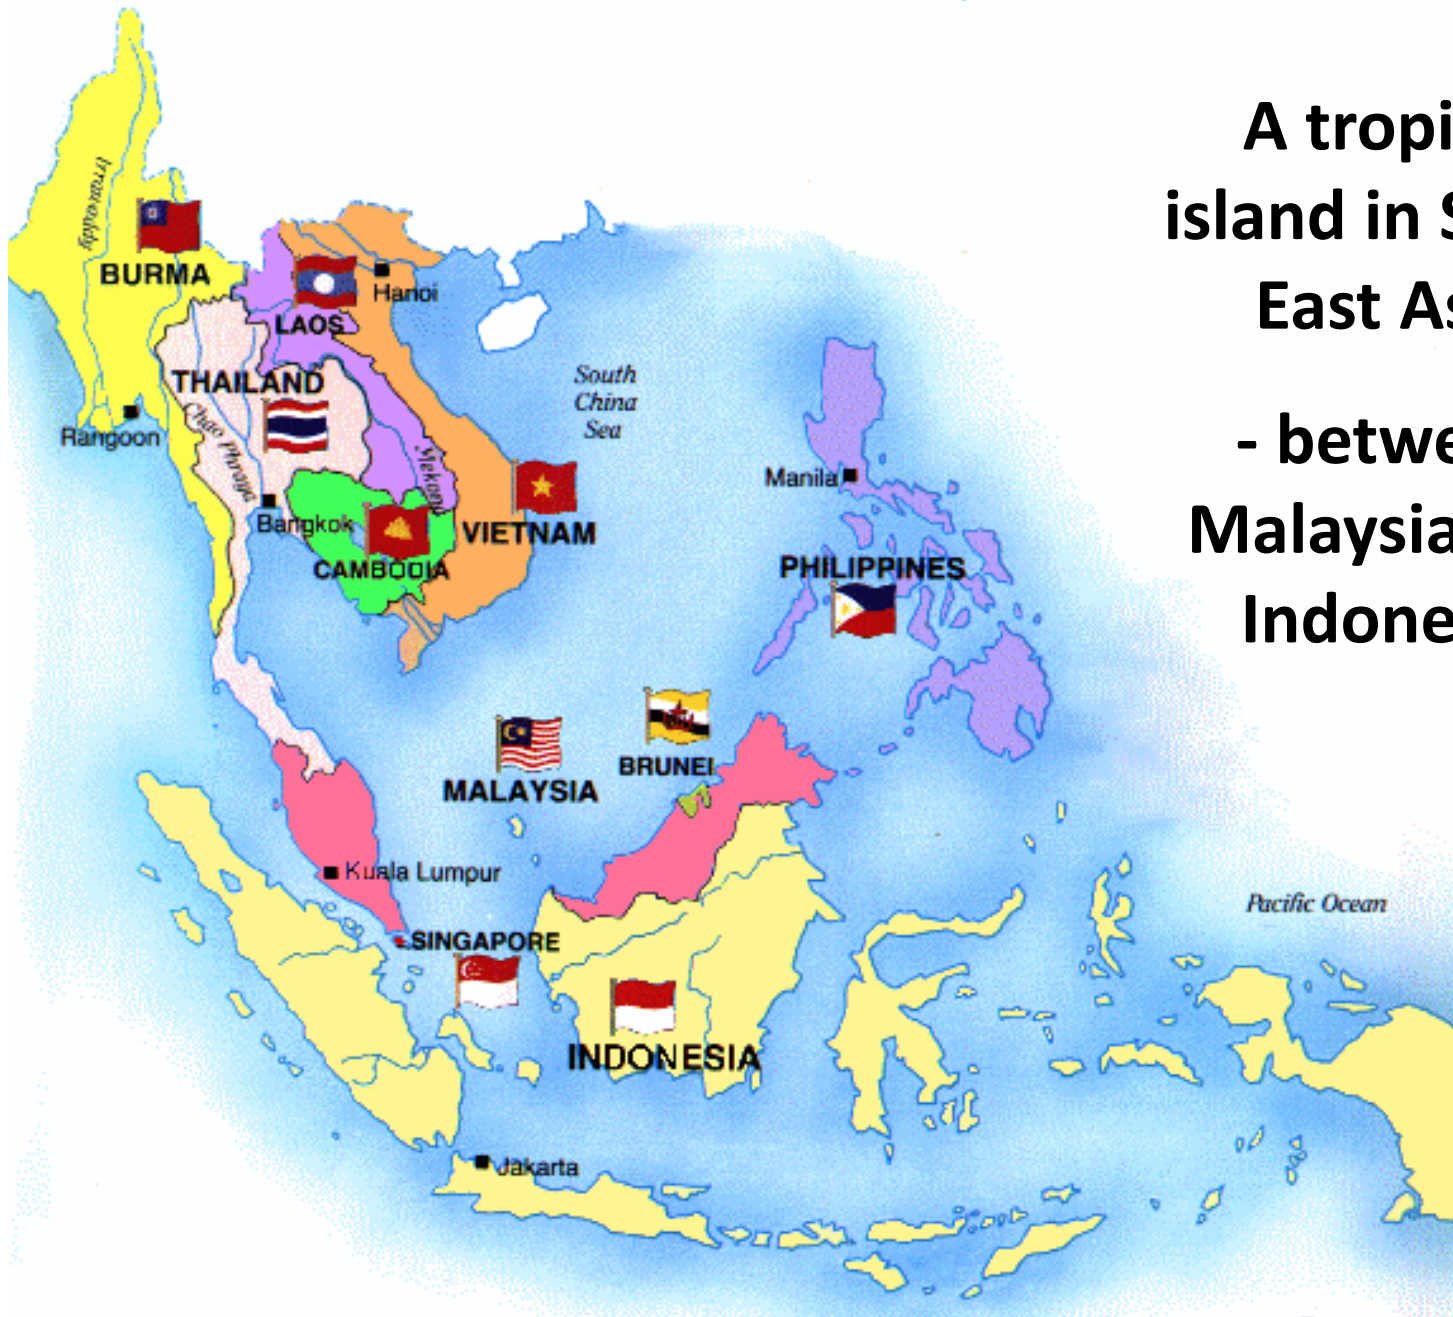 A tropi
island in S
East As
- betwe
Malaysia
Indone
Irrawaddy
BURMA
Hanoi
LAOS
THAILAND
Rangoon
Chao Phraya
Mekong
Bangkok
VIETNAM
CAMBODIA
South
China
Sea
Manila
PHILIPPINES
BRUNEI
MALAYSIA
Kuala Lumpur
SINGAPORE
Pacific Ocean
INDONESIA
Jakarta